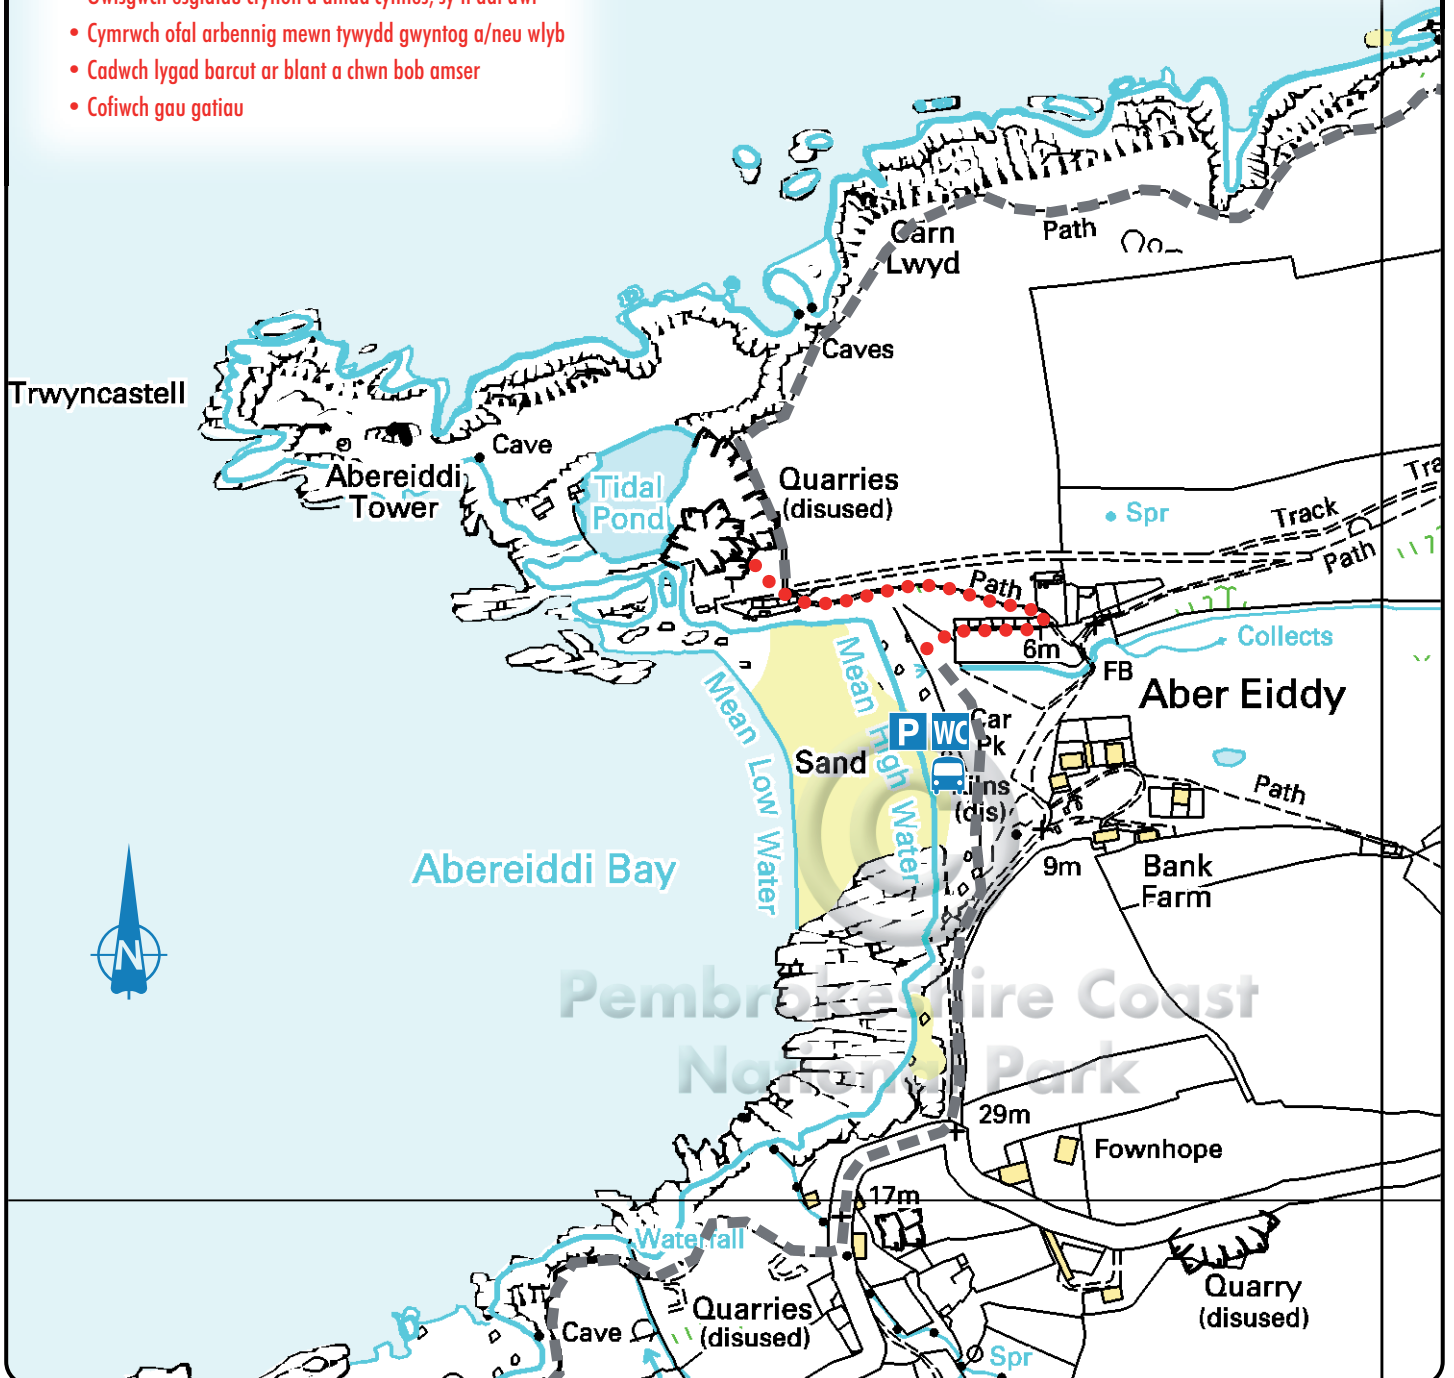 • Cymrwch ofal arbennig mewn tywydd gwyntog a/neu wlyb
• Cadwch lygad barcut ar blant a chwn bob amser
• Cofiwch gau gatiau
Carn
Lwyd
Path
Caves
Trwyncastell
Cave
Abereiddi
Tower
Tidal
Pond
Quarries
(disused)
Spr
Track
Tra
Path
Path
6m
Collects
FB
Aber Eiddy
Mean High Water
Mean Low Water
P
WC
Car
Pk
Sand
Kilns
(dis)
Path
Abereiddi Bay
9m
Bank
Farm
N
Pembrokeshire Coast
National Park
©
29m
Fownhope
17m
Waterfall
Quarries
(disused)
Quarry
(disused)
Cave
Spr